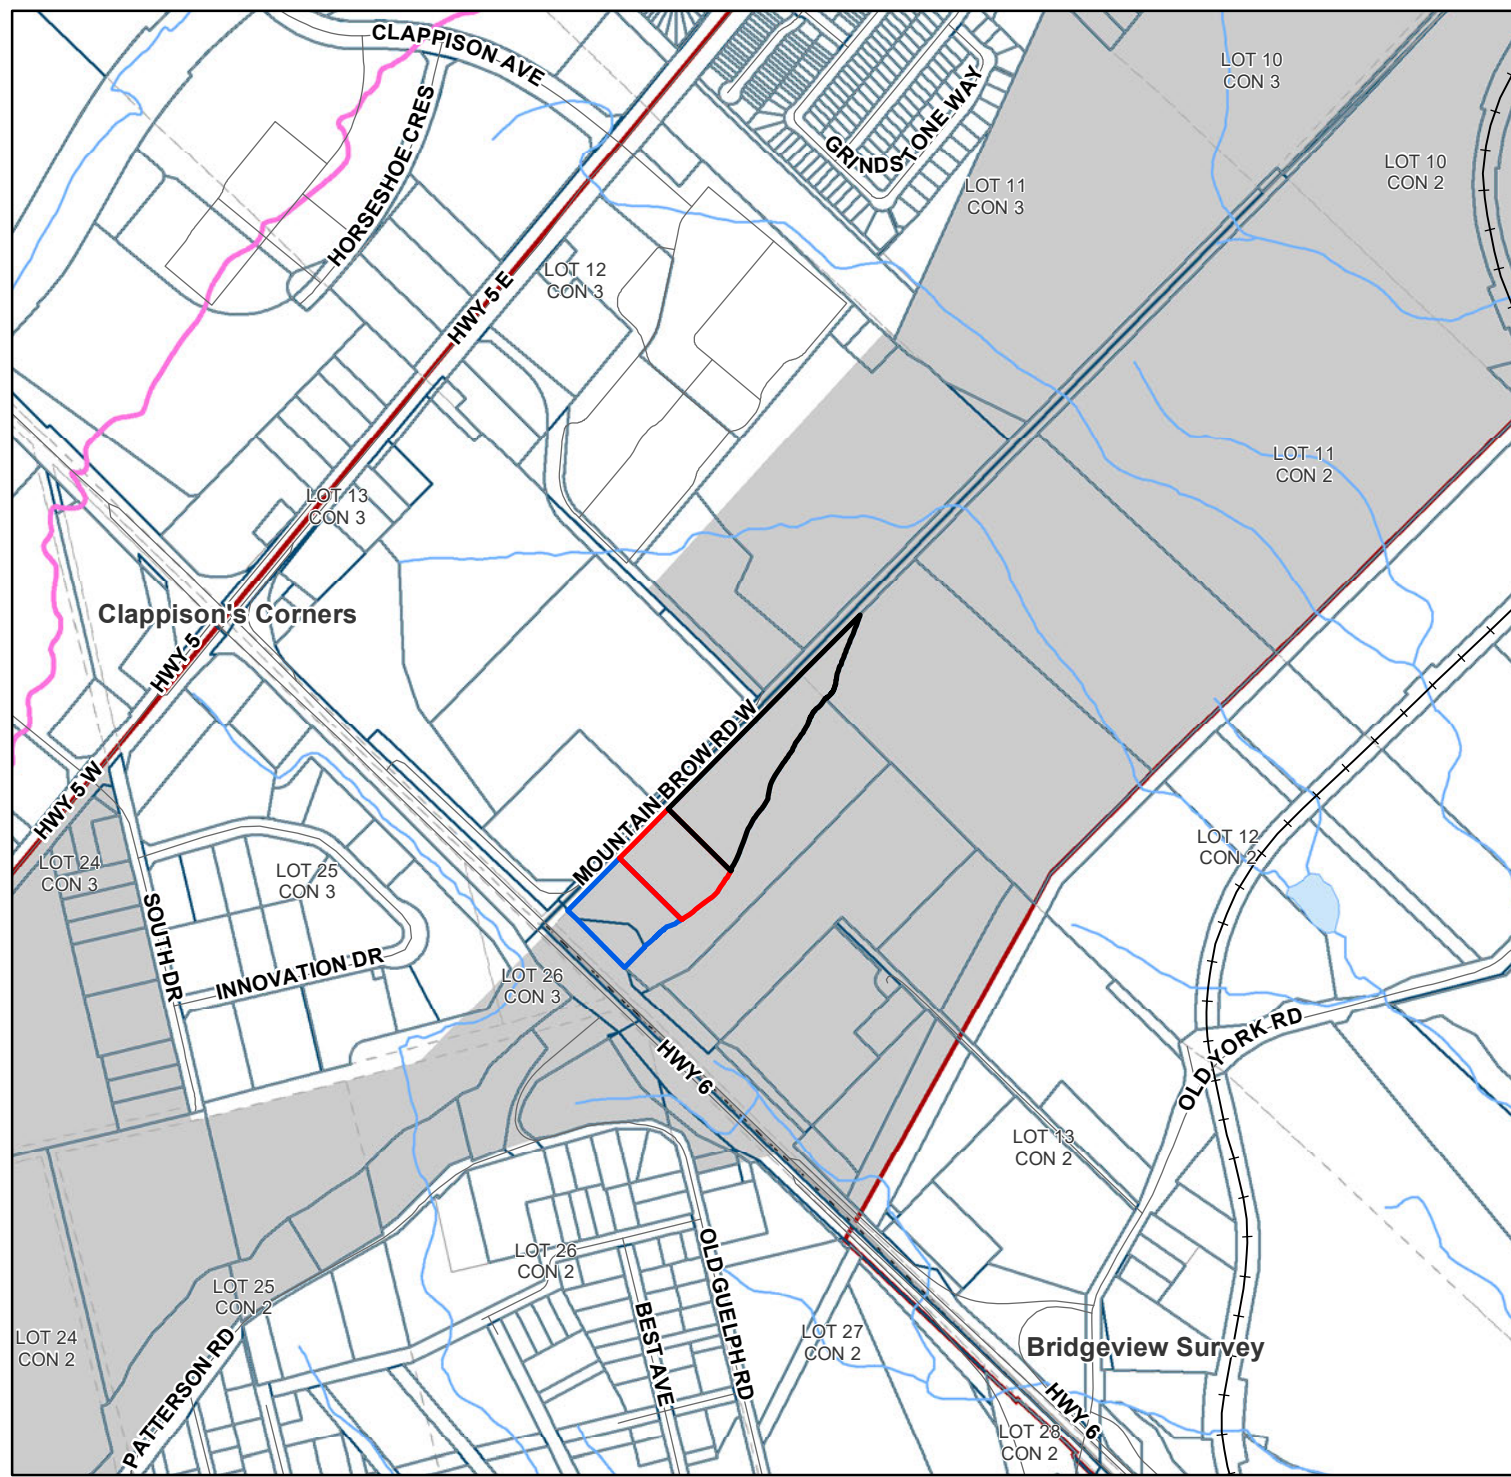 CLAPPISON AVE
LOT 10
CON 3
HORSESHOE CRES
GRINDSTONE WAY
LOT 10
CON 2
LOT 11
CON 3
HWY 5 E
LOT 12
CON 3
LOT 11
CON 2
LOT 13
CON 3
Clappison's Corners
HWY 5
MOUNTAIN BROW RD W
HWY 5 W
LOT 24
CON 3
LOT 25
CON 3
LOT 12
CON 2
SOUTH DR
INNOVATION DR
LOT 26
CON 3
HWY 6
OLD YORK RD
LOT 13
CON 2
LOT 26
CON 2
OLD GUELPH RD
LOT 25
CON 2
BEST AVE
LOT 24
CON 2
LOT 27
CON 2
Bridgeview Survey
PATTERSON RD
HWY 6
LOT 28
CON 2